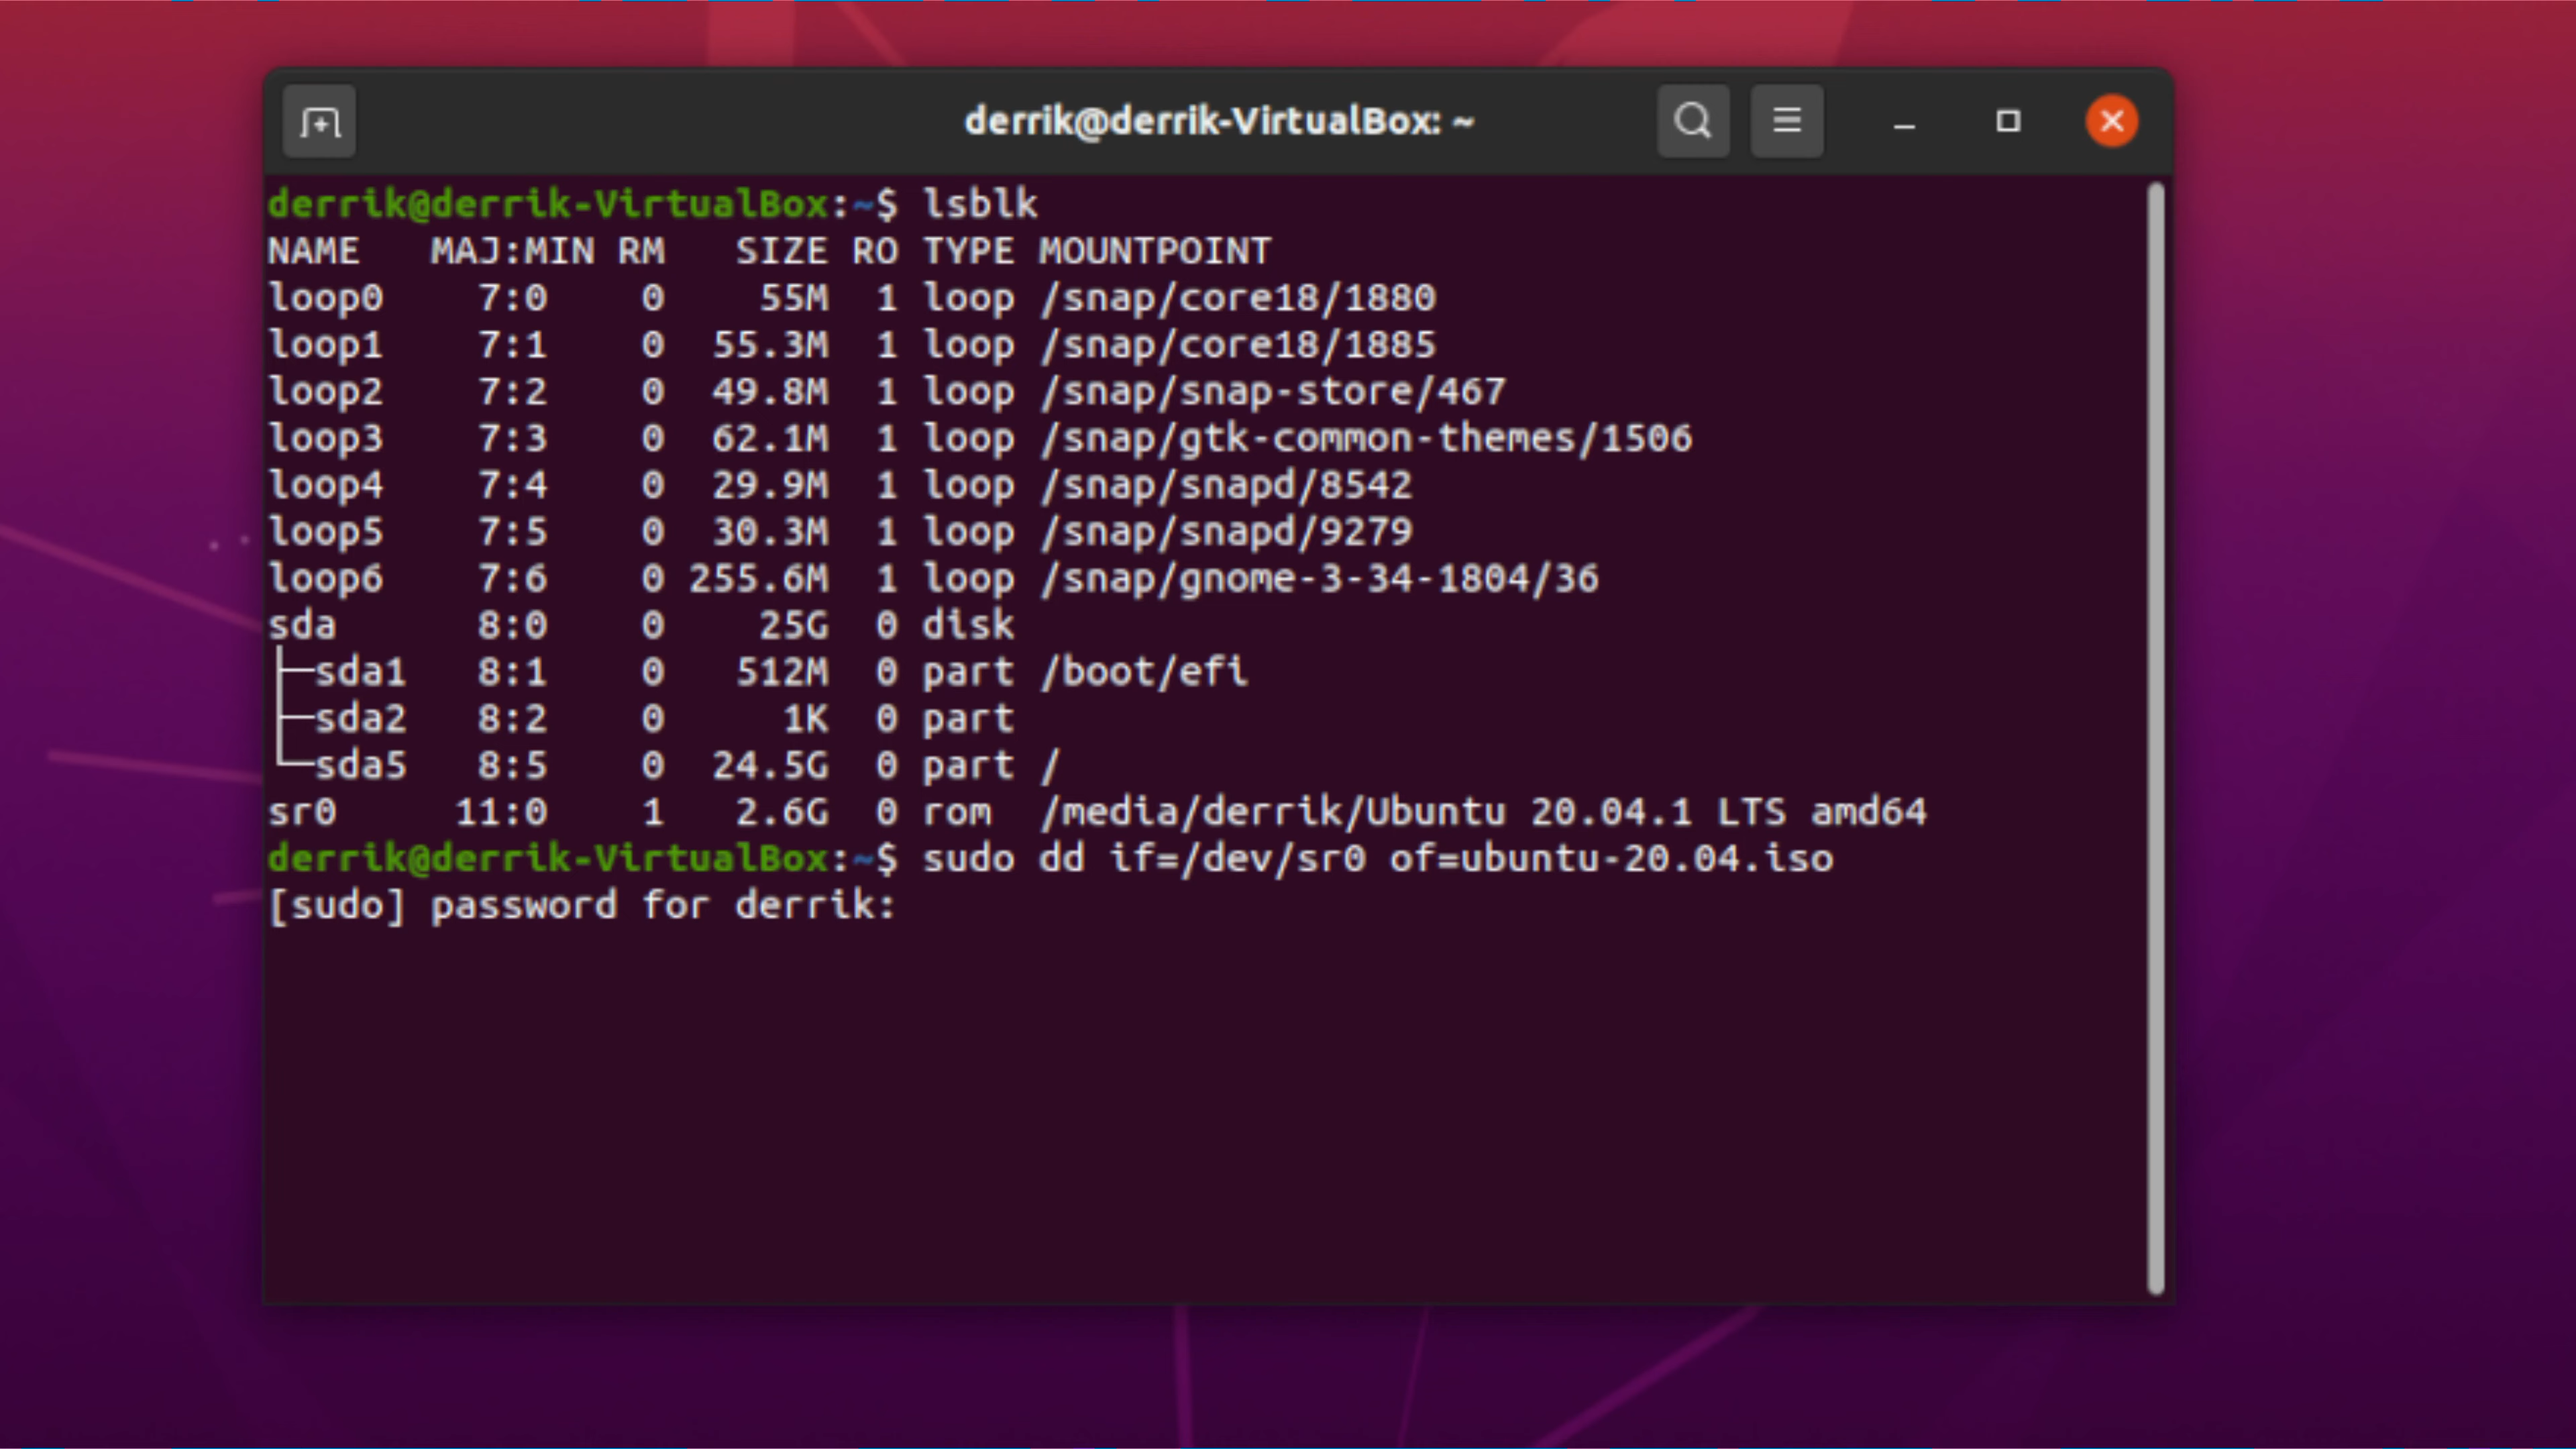 derrik@derrik-VirtualBox: ~
derrik@derrik-VirtualBox:~$ lsblk
NAME   MAJ:MIN RM   SIZE RO TYPE MOUNTPOINT
loop0    7:0    0    55M  1 loop /snap/core18/1880
loop1    7:1    0  55.3M  1 loop /snap/core18/1885
loop2    7:2    0  49.8M  1 loop /snap/snap-store/467
loop3    7:3    0  62.1M  1 loop /snap/gtk-common-themes/1506
loop4    7:4    0  29.9M  1 loop /snap/snapd/8542
loop5    7:5    0  30.3M  1 loop /snap/snapd/9279
loop6    7:6    0 255.6M  1 loop /snap/gnome-3-34-1804/36
sda      8:0    0    25G  0 disk
├─sda1   8:1    0   512M  0 part /boot/efi
├─sda2   8:2    0     1K  0 part
└─sda5   8:5    0  24.5G  0 part /
sr0     11:0    1   2.6G  0 rom  /media/derrik/Ubuntu 20.04.1 LTS amd64
derrik@derrik-VirtualBox:~$ sudo dd if=/dev/sr0 of=ubuntu-20.04.iso
[sudo] password for derrik: